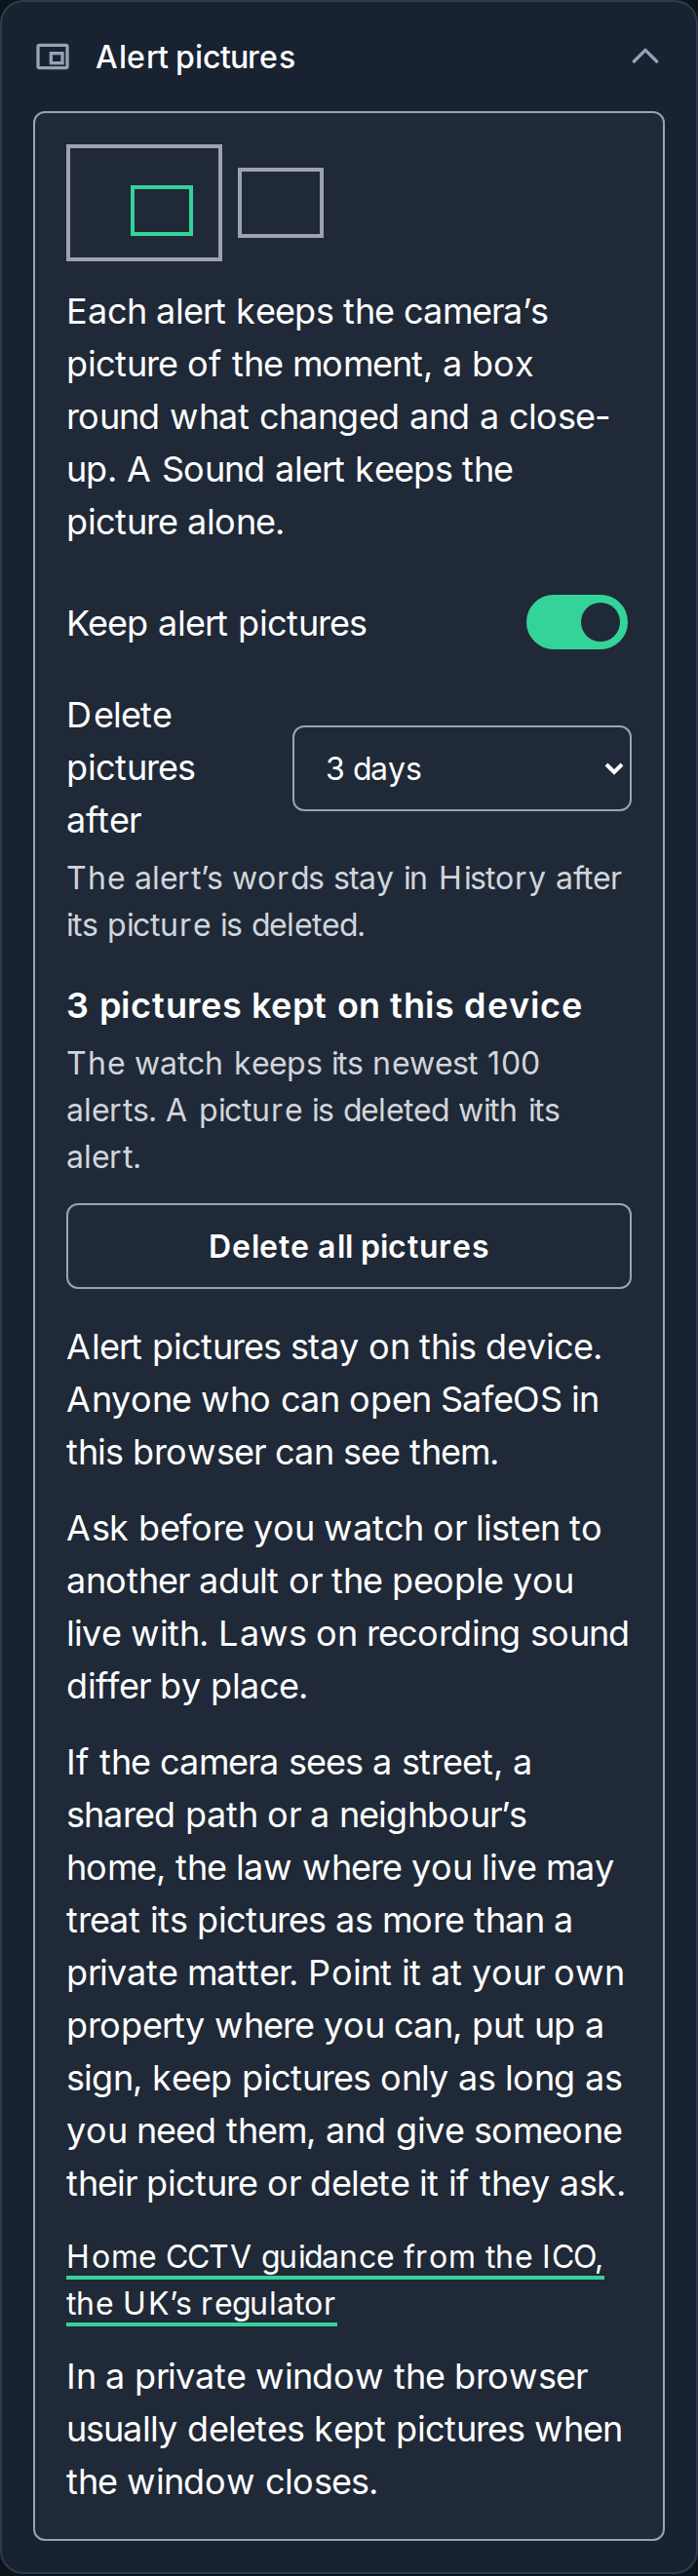 Alert pictures
Each alert keeps the camera’s
picture of the moment, a box
round what changed and a close-
up. A Sound alert keeps the
picture alone.
Keep alert pictures
Delete
pictures
after
3 days
The alert’s words stay in History after
its picture is deleted.
3 pictures kept on this device
The watch keeps its newest 100
alerts. A picture is deleted with its
alert.
Delete all pictures
Alert pictures stay on this device.
Anyone who can open SafeOS in
this browser can see them.
Ask before you watch or listen to
another adult or the people you
live with. Laws on recording sound
differ by place.
If the camera sees a street, a
shared path or a neighbour’s
home, the law where you live may
treat its pictures as more than a
private matter. Point it at your own
property where you can, put up a
sign, keep pictures only as long as
you need them, and give someone
their picture or delete it if they ask.
Home CCTV guidance from the ICO,
the UK’s regulator
In a private window the browser
usually deletes kept pictures when
the window closes.